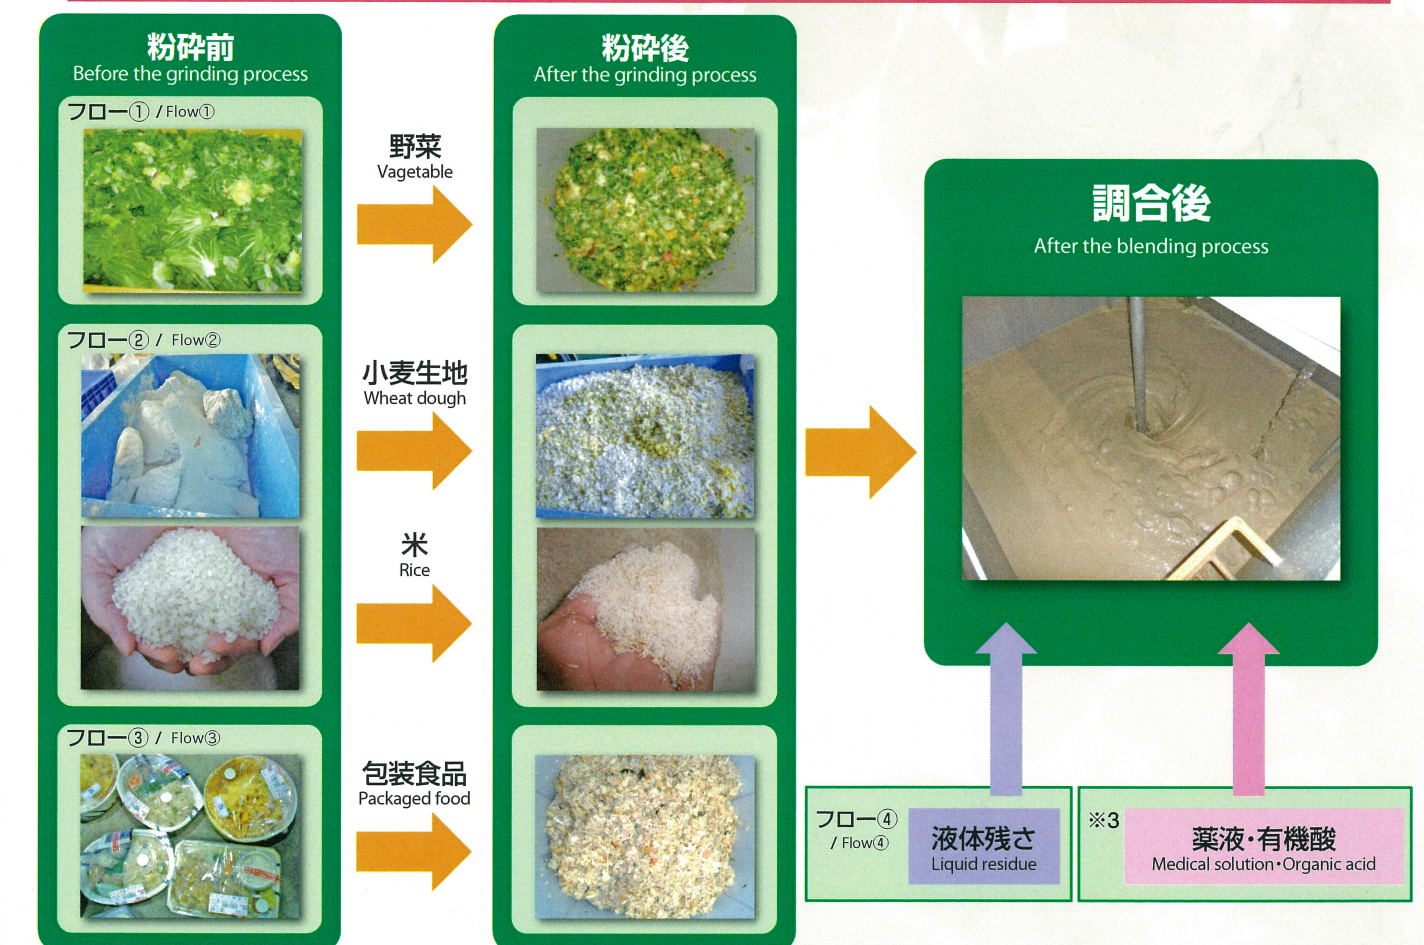 粉砕前
Before the grinding process
粉砕後
After the grinding process
フロー① / Flow①
野菜
Vagetable
調合後
After the blending process
フロー② / Flow②
小麦生地
Wheat dough
米
Rice
フロー③ / Flow③
包装食品
Packaged food
フロー④
/ Flow④
液体残さ
Liquid residue
※3
薬液・有機酸
Medical solution・Organic acid